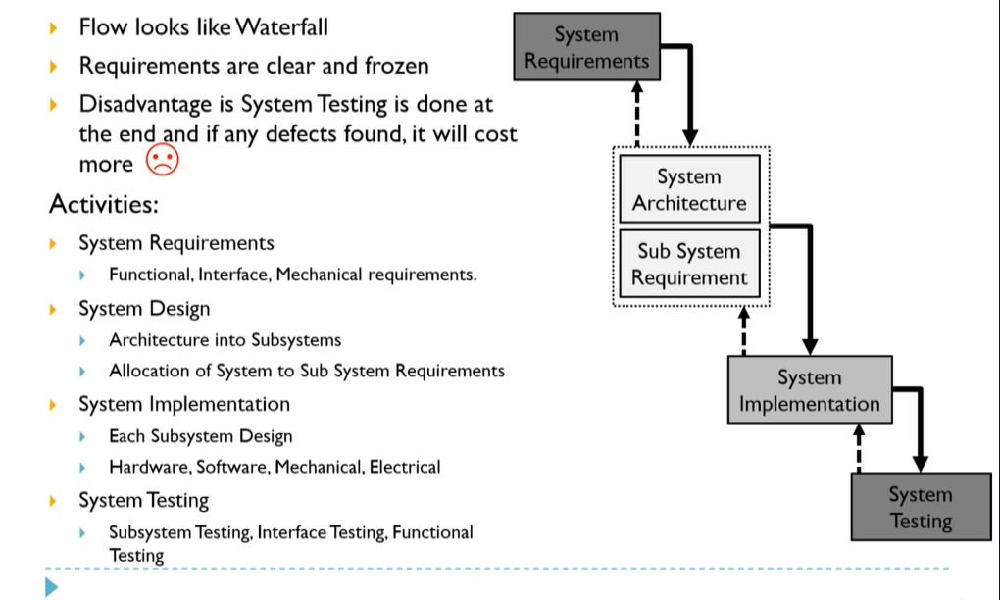 Flow looks like Waterfall
Requirements are clear and frozen
Disadvantage is System Testing is done at
the end and if any defects found, it will cost
more
Activities:
System Requirements
Functional, Interface, Mechanical requirements.
System Design
Architecture into Subsystems
Allocation of System to Sub System Requirements
System Implementation
Each Subsystem Design
Hardware, Software, Mechanical, Electrical
System Testing
Subsystem Testing, Interface Testing, Functional
Testing
System
Requirements
System
Architecture
Sub System
Requirement
System
Implementation
System
Testing